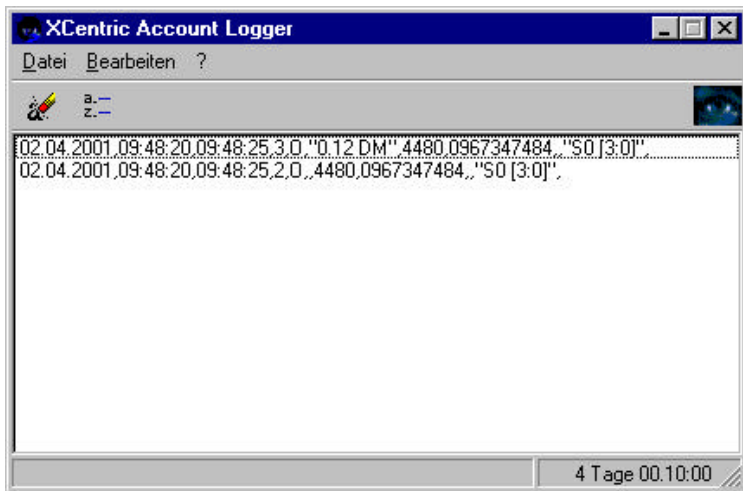 XCentric Account Logger
Datei Bearbeiten ?
a.
z.
02.04.2001,09:48:20,09:48:25,3,O,"0.12 DM",4480,0967347484,,"S0 [3:0]",
02.04.2001,09:48:20,09:48:25,2,O,,4480,0967347484,,"S0 [3:0]",
4 Tage 00.10:00